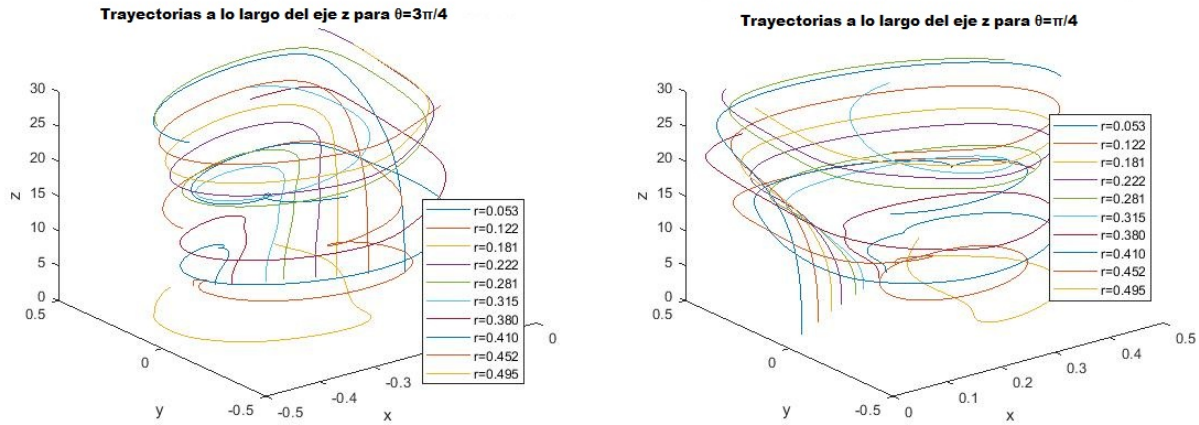 Trayectorias a lo largo del eje z para θ=3π/4
30
25
20
15
10
5
0
z
0.5
0
-0.5
y
-0.5
-0.4
-0.3
0
x
r=0.053
r=0.122
r=0.181
r=0.222
r=0.281
r=0.315
r=0.380
r=0.410
r=0.452
r=0.495
Trayectorias a lo largo del eje z para θ=π/4
30
25
20
15
10
5
0
z
0.5
0
-0.5
y
0
0.1
0.2
0.3
0.4
0.5
x
r=0.053
r=0.122
r=0.181
r=0.222
r=0.281
r=0.315
r=0.380
r=0.410
r=0.452
r=0.495